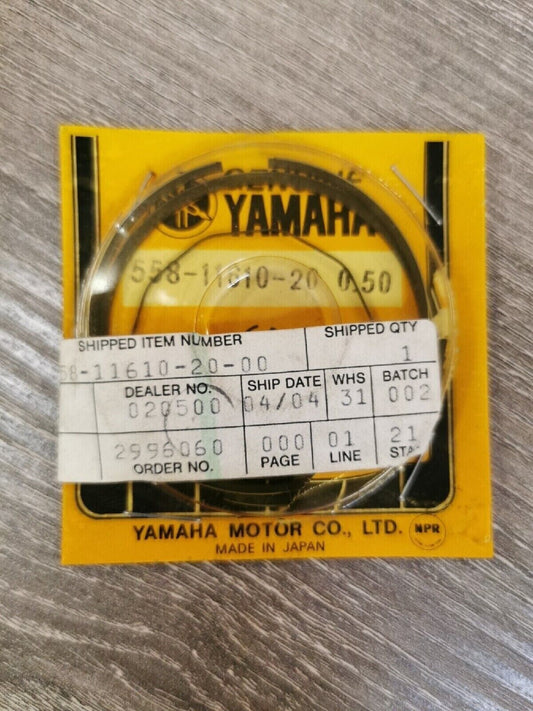 GENUINE
YAMAHA
558-11610-20 0.50
SHIPPED ITEM NUMBER
SHIPPED QTY
58-11610-20-00
1
DEALER NO.
SHIP DATE
WHS
BATCH
020500
04/04
31
002
2996060
000
01
21
ORDER NO.
PAGE
LINE
STA
YAMAHA MOTOR CO., LTD.
NPR
MADE IN JAPAN